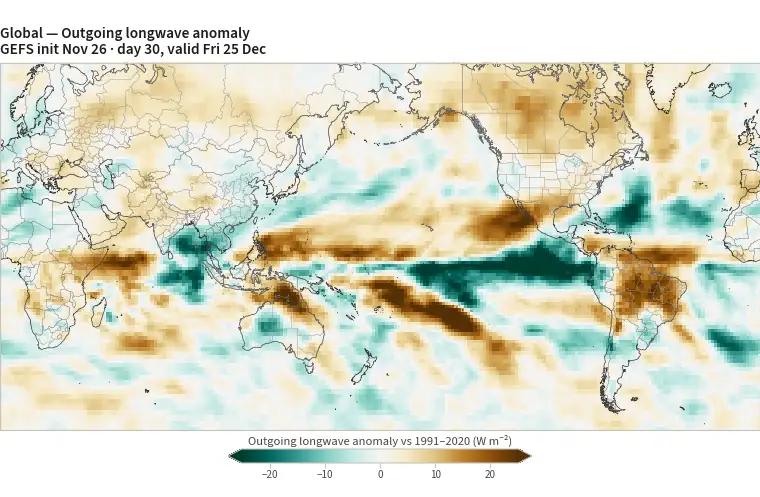 Global — Outgoing longwave anomaly
GEFS init Nov 26 · day 30, valid Fri 25 Dec
Outgoing longwave anomaly vs 1991–2020 (W m⁻²)
−20 −10 0 10 20